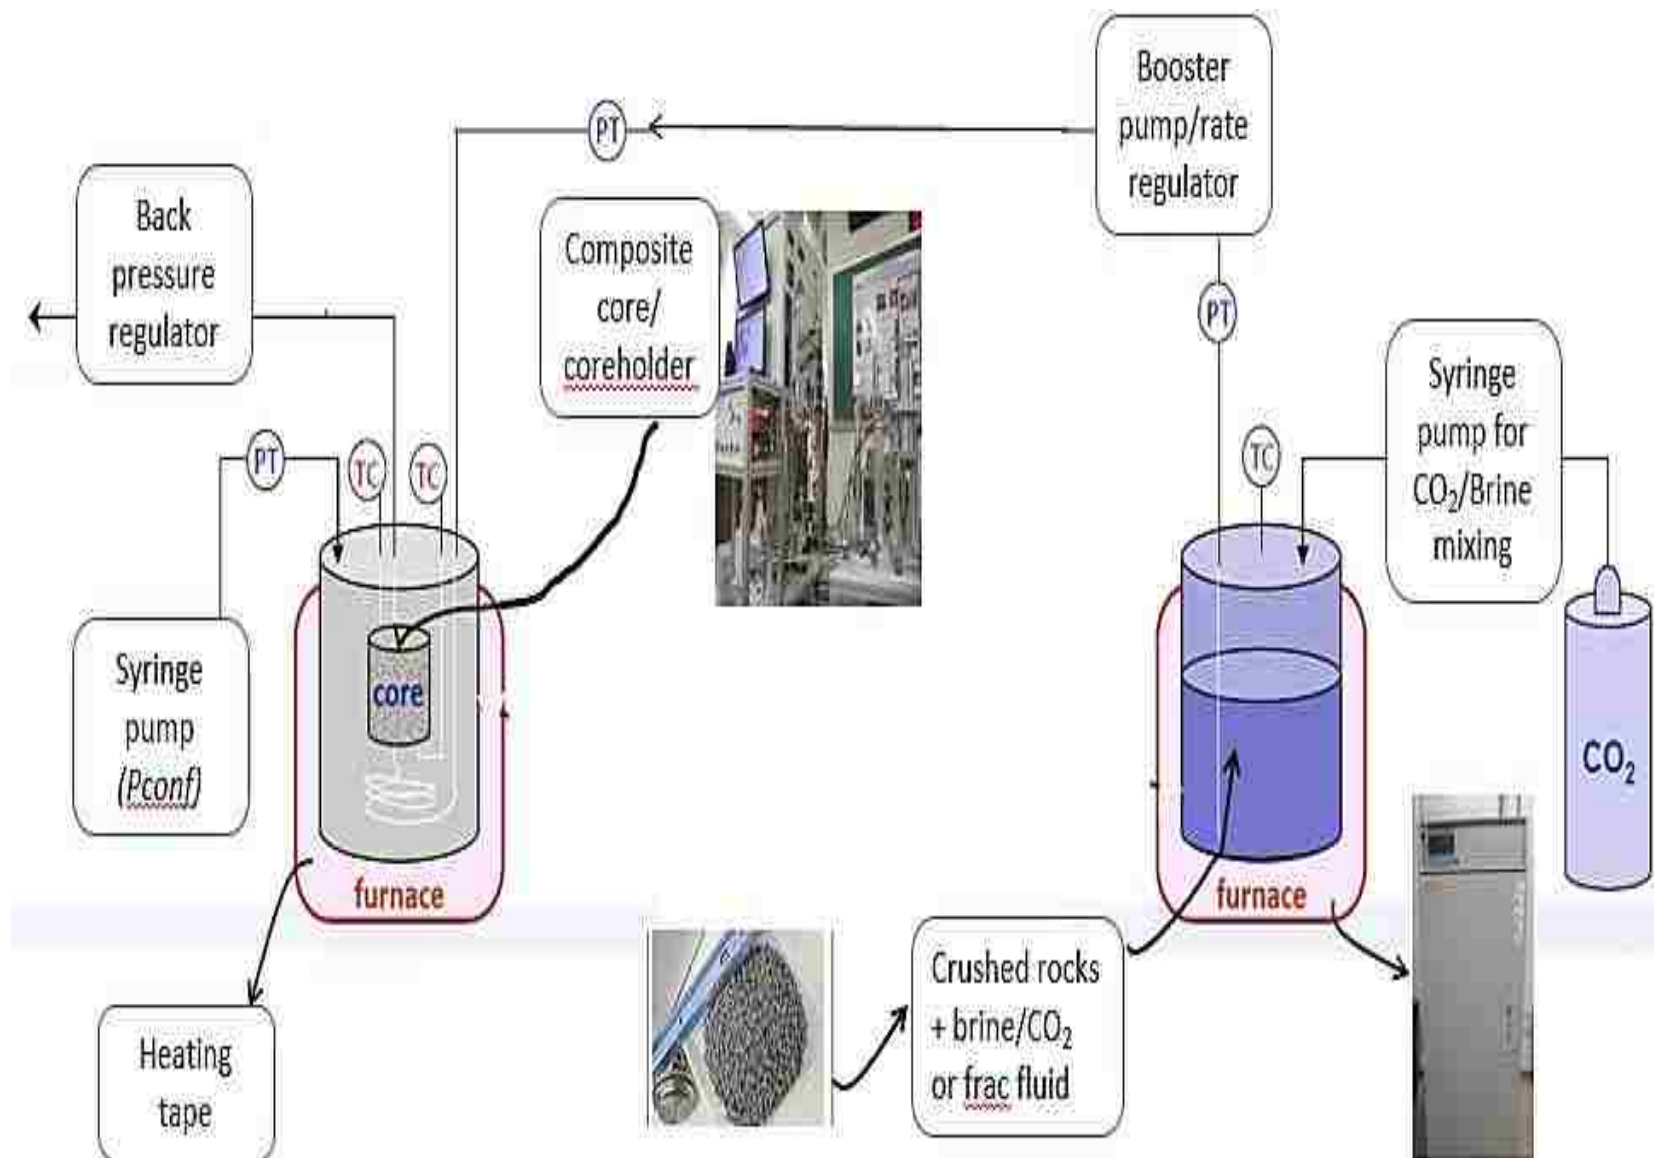 Booster
pump/rate
regulator
PT
Back
pressure
regulator
Composite
core/
coreholder
PT
Syringe
pump for
CO₂/Brine
mixing
PT
TC
TC
TC
Syringe
pump
(Pconf)
core
CO₂
furnace
furnace
Crushed rocks
+ brine/CO₂
or frac fluid
Heating
tape